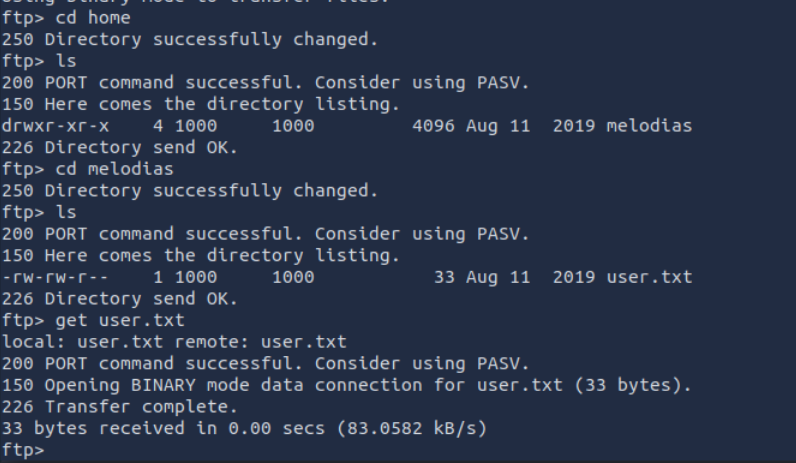 Using binary mode to transfer files.
ftp> cd home
250 Directory successfully changed.
ftp> ls
200 PORT command successful. Consider using PASV.
150 Here comes the directory listing.
drwxr-xr-x    4 1000     1000         4096 Aug 11  2019 melodias
226 Directory send OK.
ftp> cd melodias
250 Directory successfully changed.
ftp> ls
200 PORT command successful. Consider using PASV.
150 Here comes the directory listing.
-rw-rw-r--    1 1000     1000           33 Aug 11  2019 user.txt
226 Directory send OK.
ftp> get user.txt
local: user.txt remote: user.txt
200 PORT command successful. Consider using PASV.
150 Opening BINARY mode data connection for user.txt (33 bytes).
226 Transfer complete.
33 bytes received in 0.00 secs (83.0582 kB/s)
ftp>